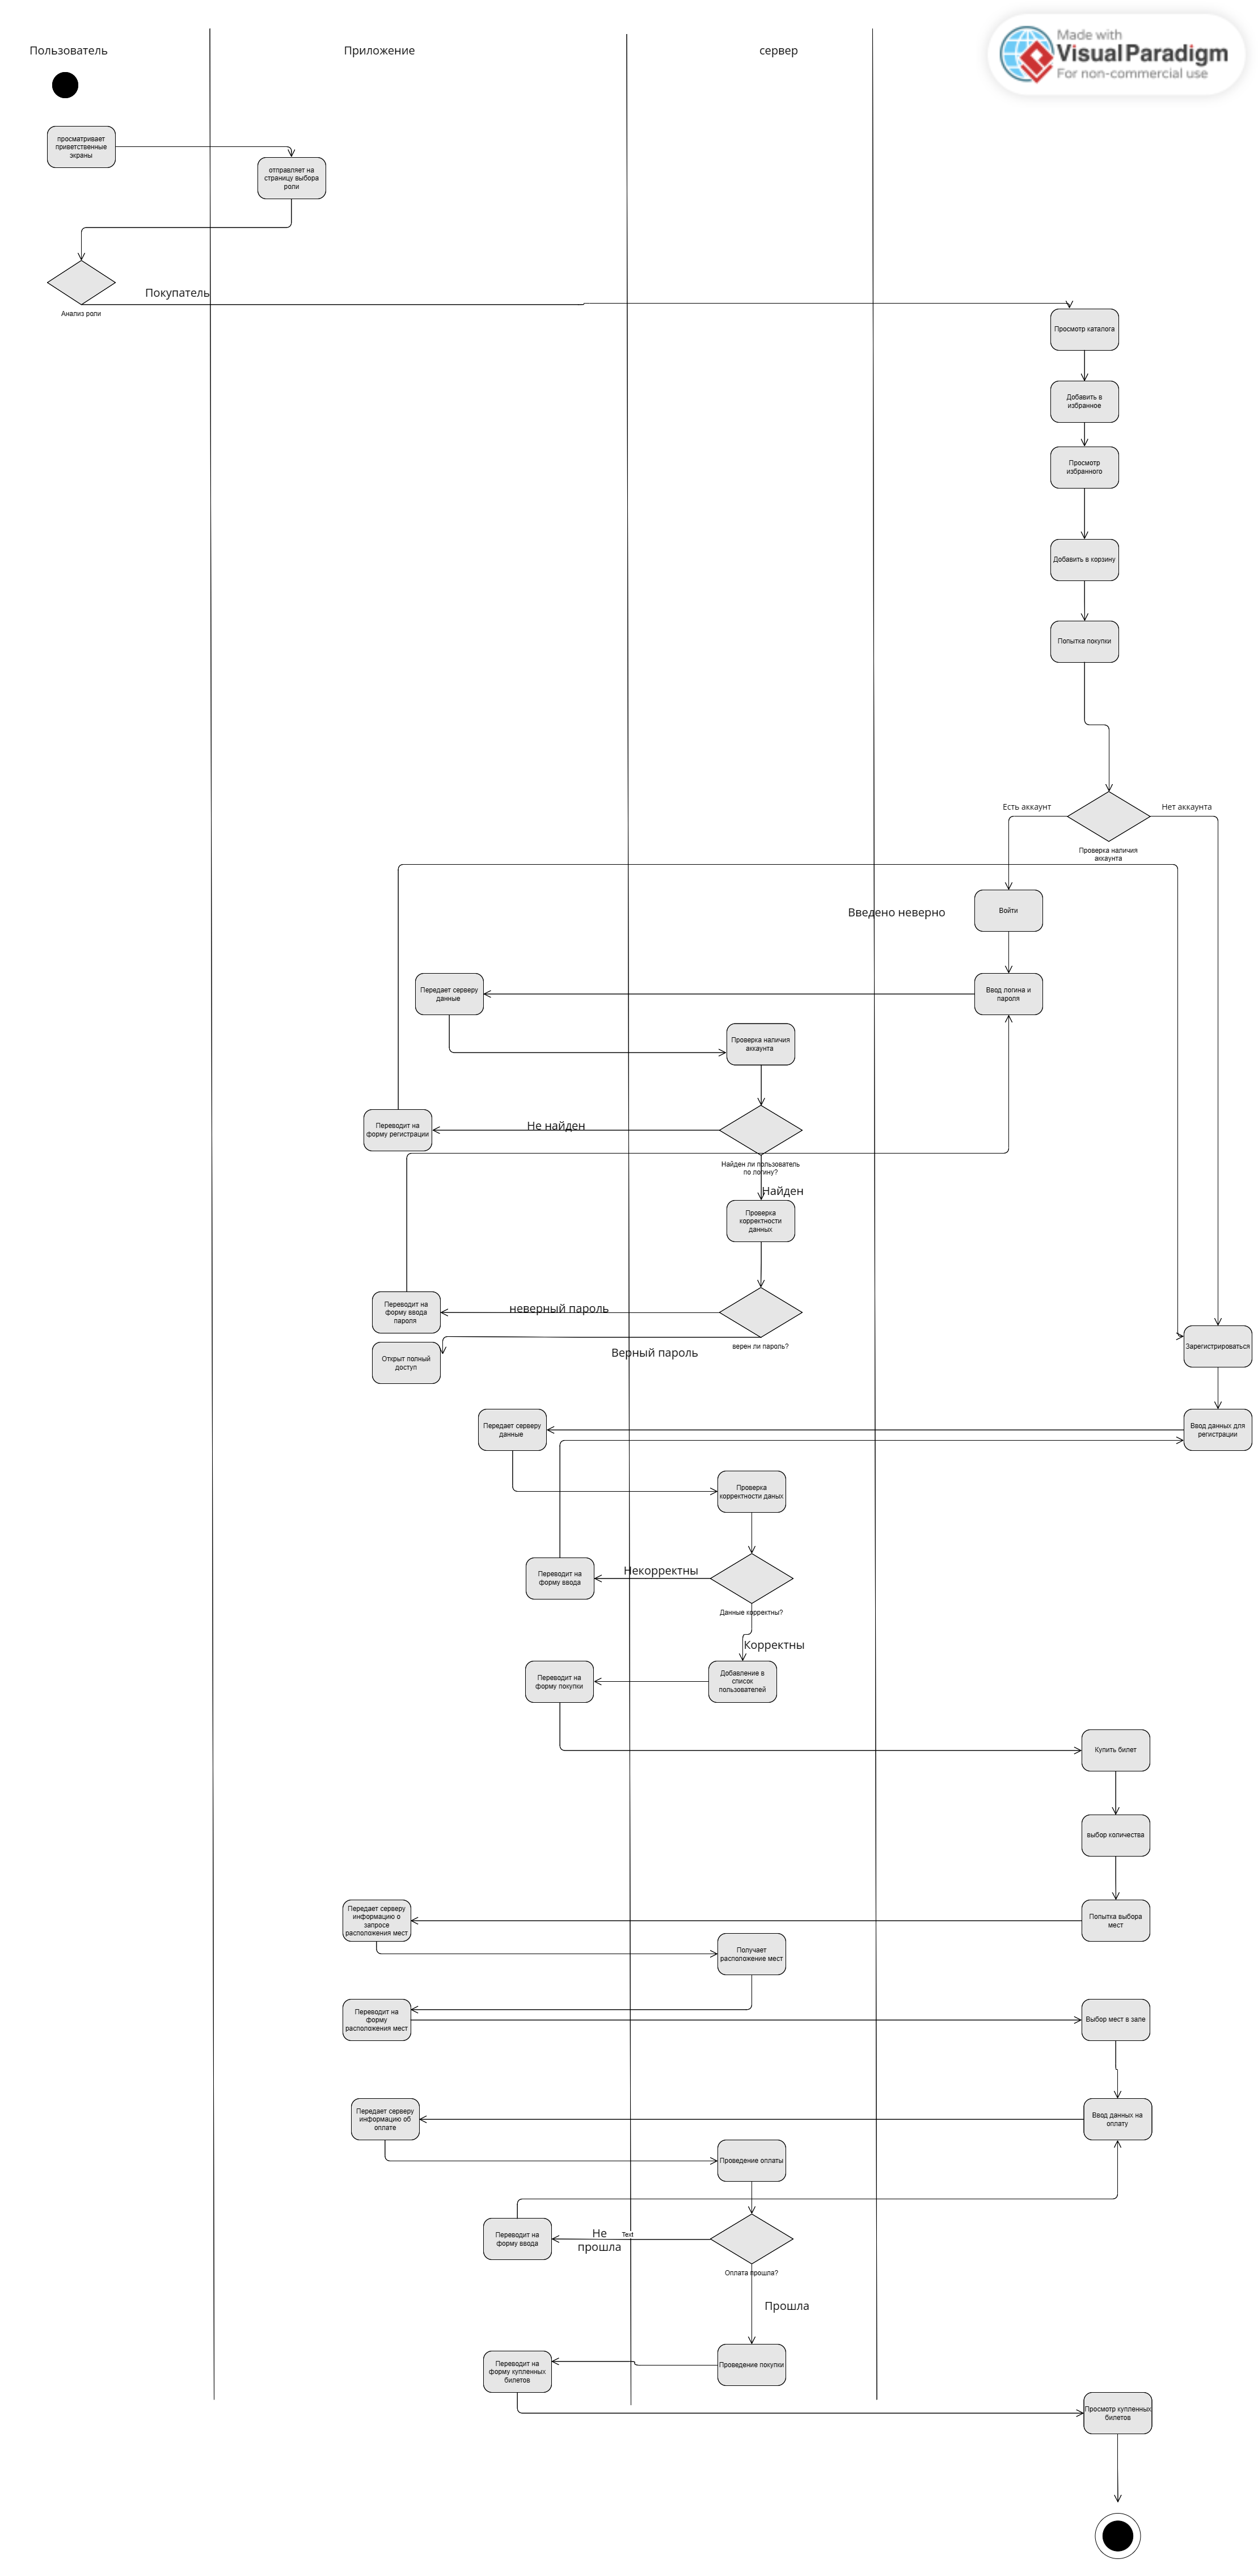 Пользователь
Приложение
сервер
Made with
Visual Paradigm
For non-commercial use
просматривает
приветственные
экраны
отправляет на
страницу выбора
роли
Покупатель
Анализ роли
Просмотр каталога
Добавить в
избранное
Просмотр
избранного
Добавить в корзину
Попытка покупки
Есть аккаунт
Нет аккаунта
Проверка наличия
аккаунта
Войти
Введено неверно
Передает серверу
данные
Ввод логина и
пароля
Проверка наличия
аккаунта
Переводит на
форму регистрации
Не найден
Найден ли пользователь
по логину?
Найден
Проверка
корректности
данных
Переводит на
форму ввода
пароля
неверный пароль
верен ли пароль?
Верный пароль
Открыт полный
доступ
Зарегистрироваться
Передает серверу
данные
Ввод данных для
регистрации
Проверка
корректности даных
Переводит на
форму ввода
Некорректны
Данные корректны?
Корректны
Переводит на
форму покупки
Добавление в
список
пользователей
Купить билет
выбор количества
Передает серверу
информацию о
запросе
расположения мест
Попытка выбора
мест
Получает
расположение мест
Переводит на
форму
расположения мест
Выбор мест в зале
Передает серверу
информацию об
оплате
Ввод данных на
оплату
Проведение оплаты
Переводит на
форму ввода
Не
прошла
Text
Оплата прошла?
Прошла
Переводит на
форму купленных
билетов
Проведение покупки
Просмотр купленных
билетов